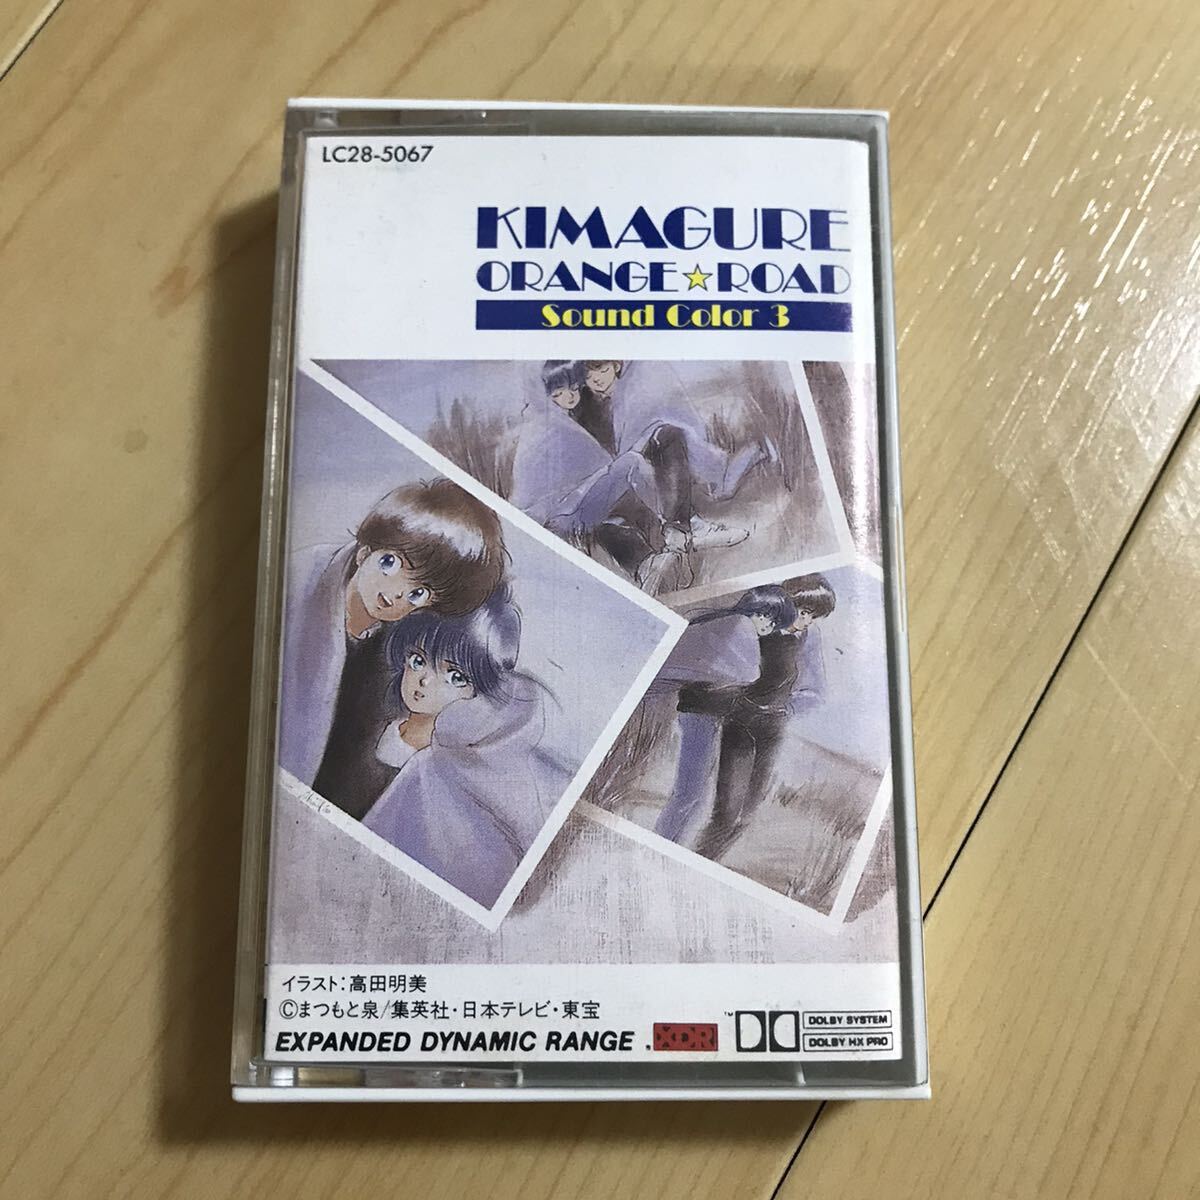 LC28-5067
KIMAGURE
ORANGE☆ROAD
Sound Color 3
イラスト:高田明美
©まつもと泉/集英社・日本テレビ・東宝
EXPANDED DYNAMIC RANGE . XDR ™ DOLBY SYSTEM
DOLBY HX PRO